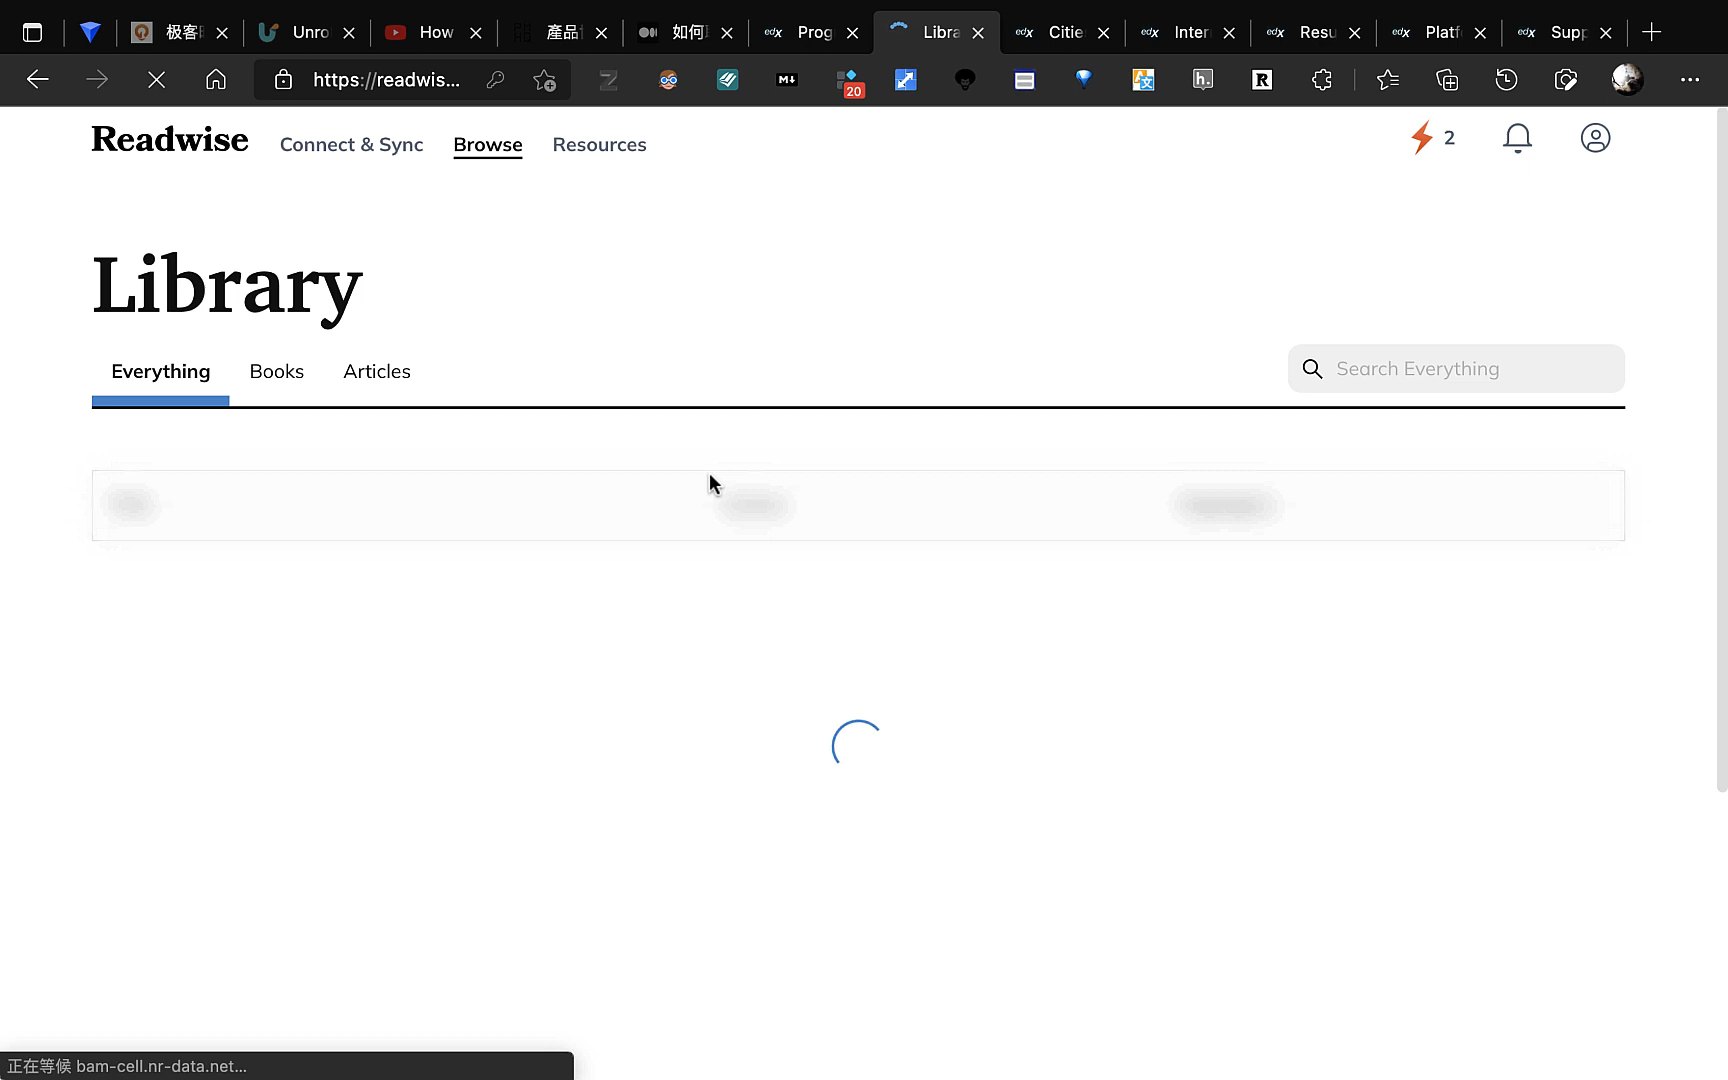 极客 Unro How 產品 如何 Prog Libra Citie Inter Resu Platf Supp
https://readwis... M↓ 20 h. R
Readwise Connect & Sync Browse Resources 2
Library
Everything Books Articles Search Everything
正在等候 bam-cell.nr-data.net...